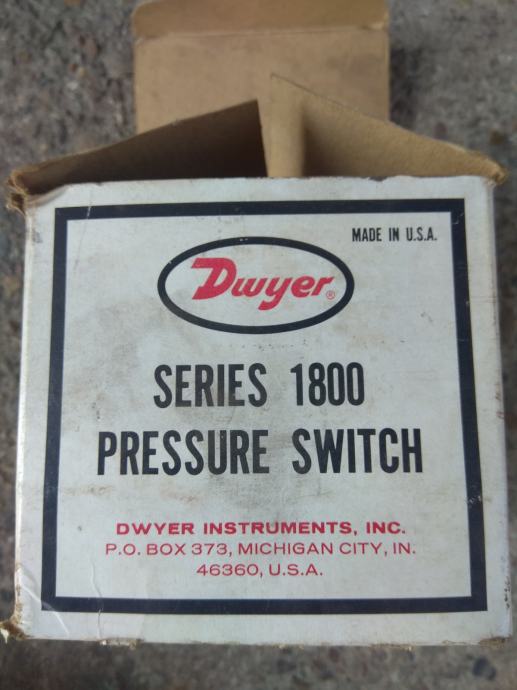 MADE IN U.S.A.
Dwyer®
SERIES 1800
PRESSURE SWITCH
DWYER INSTRUMENTS, INC.
P.O. BOX 373, MICHIGAN CITY, IN.
46360, U.S.A.